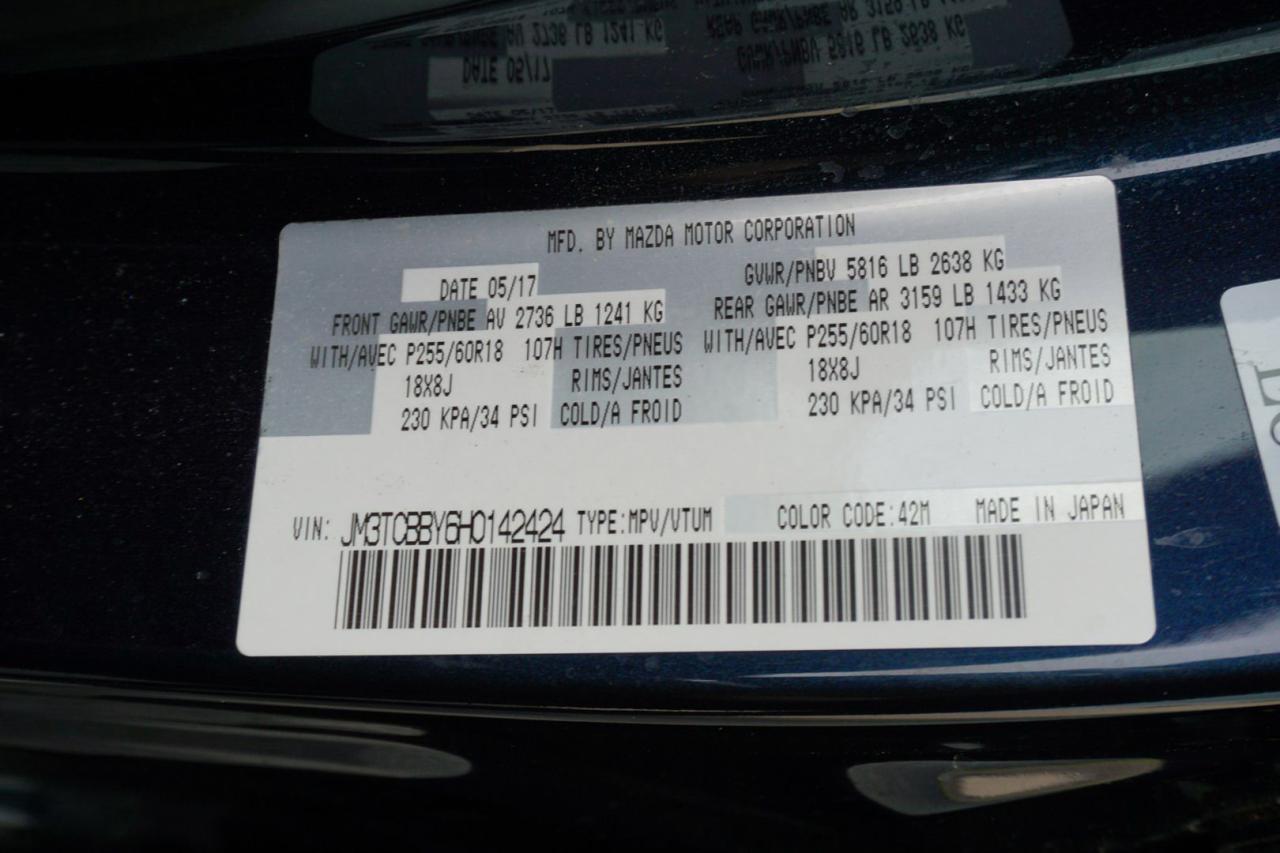 MFD. BY MAZDA MOTOR CORPORATION
DATE 05/17 GVWR/PNBV 5816 LB 2638 KG
FRONT GAWR/PNBE AV 2736 LB 1241 KG REAR GAWR/PNBE AR 3159 LB 1433 KG
WITH/AVEC P255/60R18 107H TIRES/PNEUS WITH/AVEC P255/60R18 107H TIRES/PNEUS
18X8J RIMS/JANTES 18X8J RIMS/JANTES
230 KPA/34 PSI COLD/A FROID 230 KPA/34 PSI COLD/A FROID
VIN: JM3TCBBY6H0142424 TYPE:MPV/VTUM COLOR CODE:42M MADE IN JAPAN